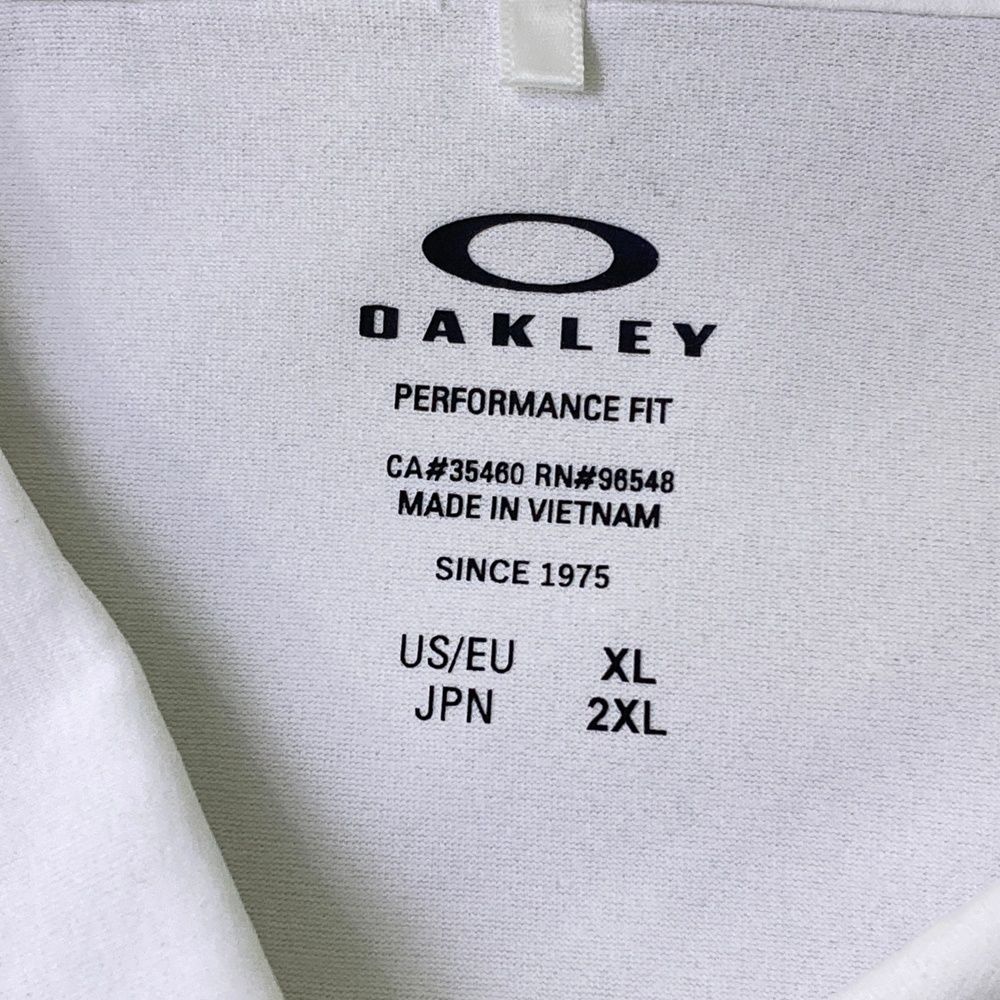 OAKLEY
PERFORMANCE FIT
CA#35460 RN#96548
MADE IN VIETNAM
SINCE 1975
US/EU XL
JPN 2XL